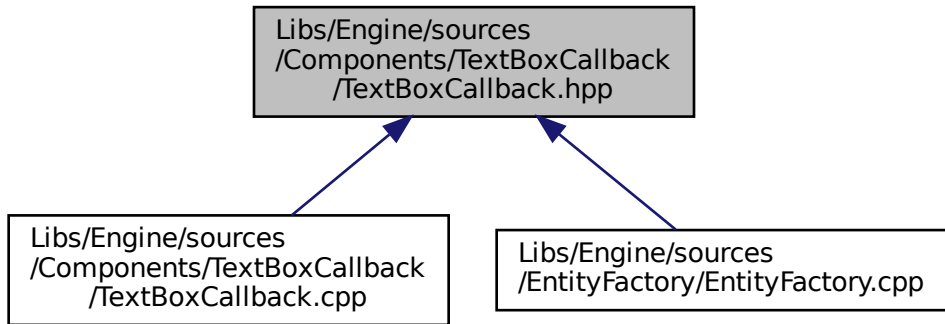 Libs/Engine/sources
/Components/TextBoxCallback
/TextBoxCallback.hpp
Libs/Engine/sources
/Components/TextBoxCallback
/TextBoxCallback.cpp
Libs/Engine/sources
/EntityFactory/EntityFactory.cpp